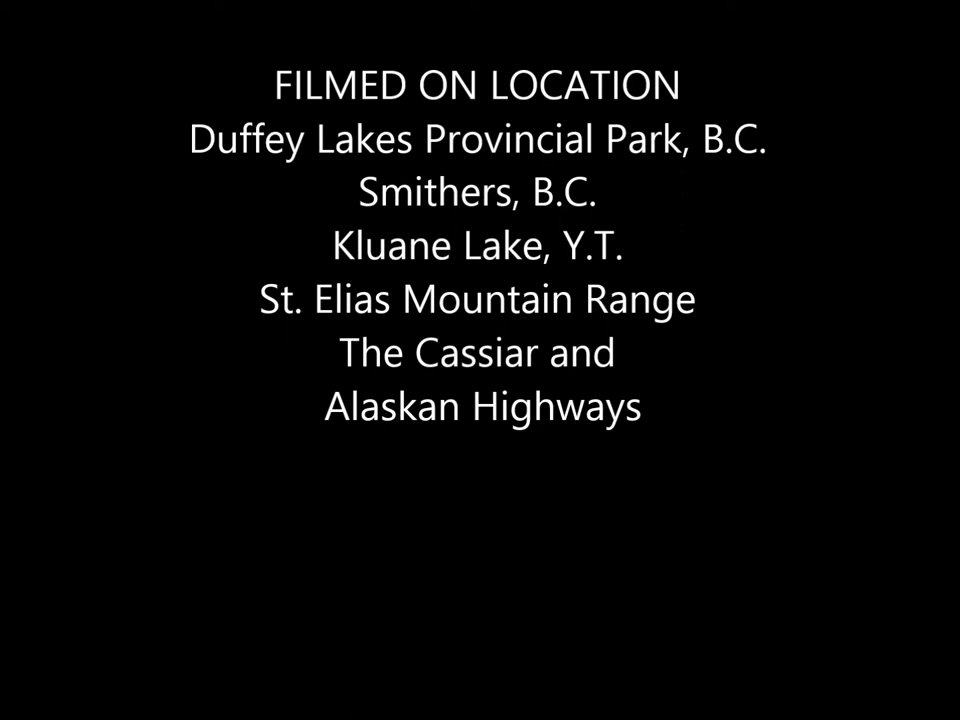 FILMED ON LOCATION
Duffey Lakes Provincial Park, B.C.
Smithers, B.C.
Kluane Lake, Y.T.
St. Elias Mountain Range
The Cassiar and
Alaskan Highways